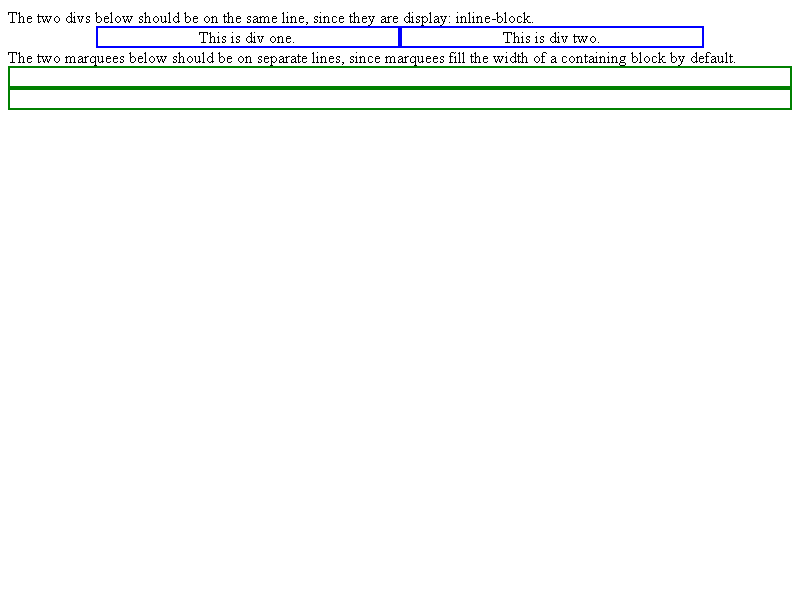 The two divs below should be on the same line, since they are display: inline-block.
This is div one. This is div two.
The two marquees below should be on separate lines, since marquees fill the width of a containing block by default.